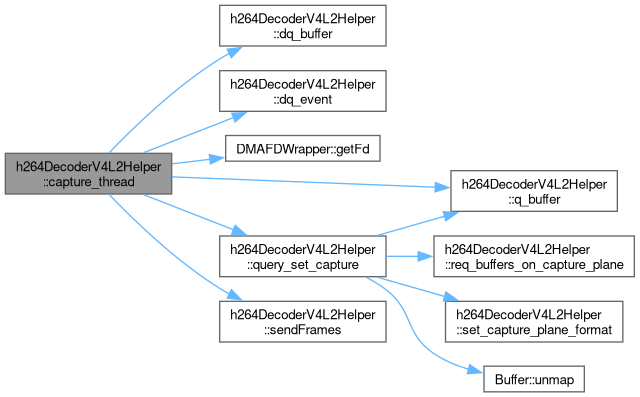 h264DecoderV4L2Helper
::capture_thread
h264DecoderV4L2Helper
::dq_buffer
h264DecoderV4L2Helper
::dq_event
DMAFDWrapper::getFd
h264DecoderV4L2Helper
::query_set_capture
h264DecoderV4L2Helper
::sendFrames
h264DecoderV4L2Helper
::q_buffer
h264DecoderV4L2Helper
::req_buffers_on_capture_plane
h264DecoderV4L2Helper
::set_capture_plane_format
Buffer::unmap